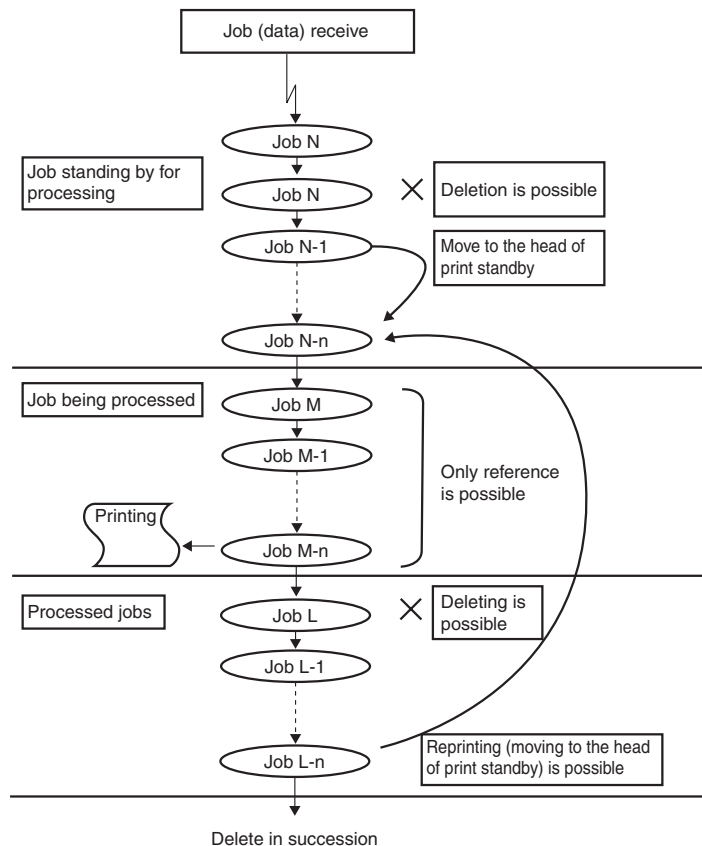 Job (data) receive
Job N
Job standing by for
processing
Job N
Deletion is possible
Job N-1
Move to the head of
print standby
Job N-n
Job being processed
Job M
Job M-1
Only reference
is possible
Printing
Job M-n
Processed jobs
Job L
Deleting is
possible
Job L-1
Job L-n
Reprinting (moving to the head
of print standby) is possible
Delete in succession